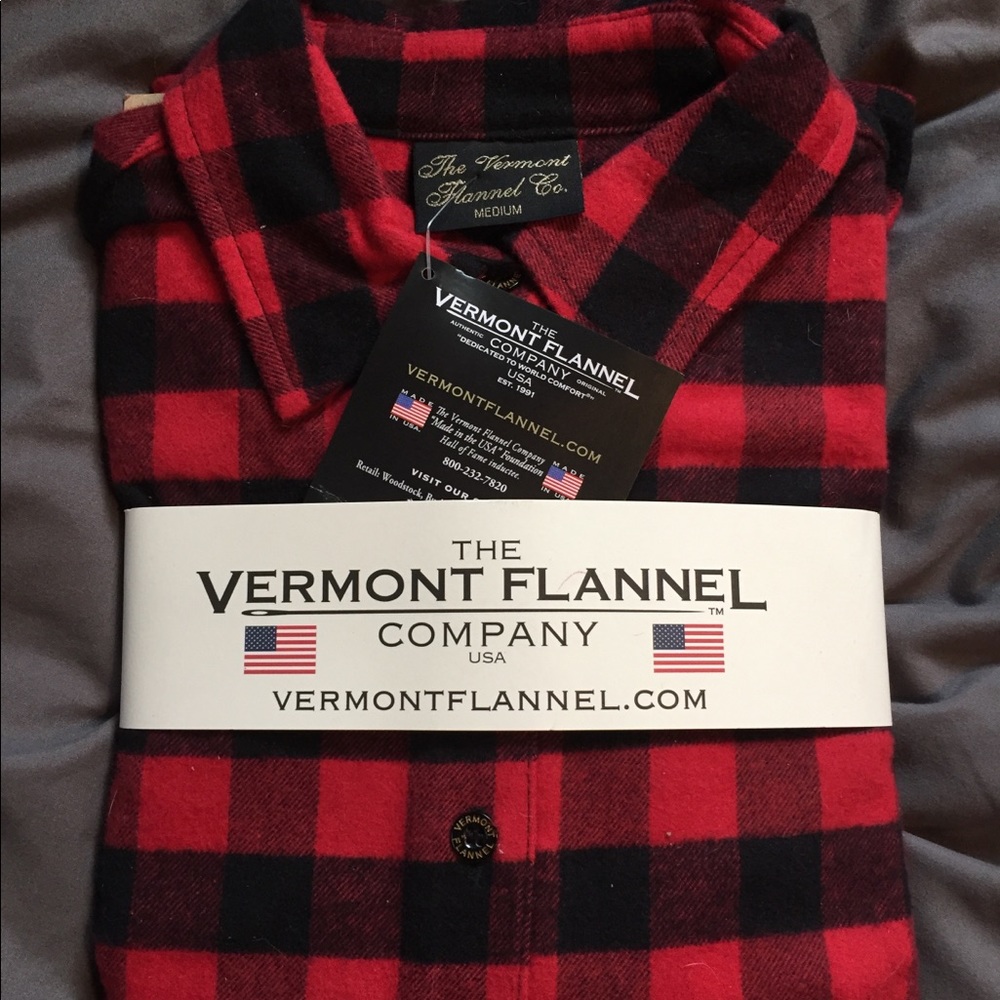 The Vermont
Flannel Co.
MEDIUM
THE
VERMONT FLANNEL
AUTHENTIC COMPANY ORIGINAL
"DEDICATED TO WORLD COMFORT"®
USA
EST. 1991
VERMONTFLANNEL.COM
MADE
IN USA.
The Vermont Flannel Company
"Made in the USA" Foundation
Hall of Fame inductee.
800-232-7820
MADE
IN USA
VISIT OUR
Retail: Woodstock,
THE
VERMONT FLANNEL
™
COMPANY
USA
VERMONTFLANNEL.COM
VERMONT
FLANNEL